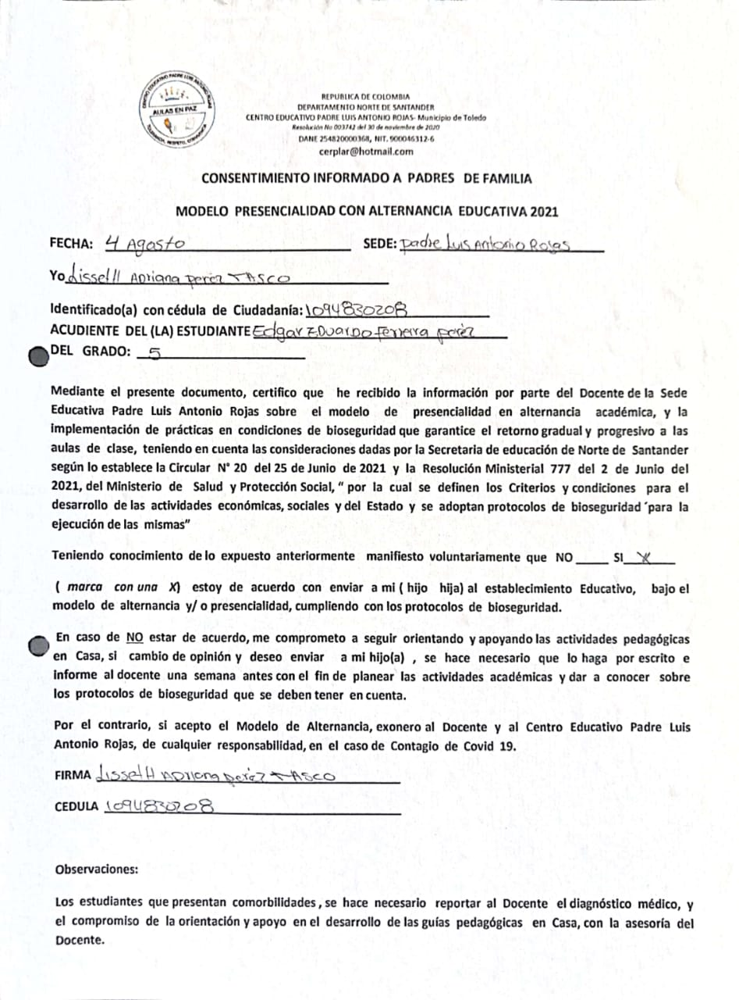 CENTRO EDUCATIVO PADRE LUIS ANTONIO ROJAS
AULAS EN PAZ
TOLERANCIA, RESPETO, CONVIVENCIA
REPUBLICA DE COLOMBIA
DEPARTAMENTO NORTE DE SANTANDER
CENTRO EDUCATIVO PADRE LUIS ANTONIO ROJAS- Municipio de Toledo
Resolución No 003742 del 30 de noviembre de 2020
DANE 254820000368, NIT. 900046312-6
cerplar@hotmail.com
CONSENTIMIENTO INFORMADO A PADRES DE FAMILIA
MODELO PRESENCIALIDAD CON ALTERNANCIA EDUCATIVA 2021
FECHA: 4 Agosto SEDE: Padre Luis Antonio Rojas
Yo Lissell Adriana perez TASCO
Identificado(a) con cédula de Ciudadanía: 1094830208
ACUDIENTE DEL (LA) ESTUDIANTE Edgar EDUARDO Ferreira perez
DEL GRADO: 5
Mediante el presente documento, certifico que he recibido la información por parte del Docente de la Sede
Educativa Padre Luis Antonio Rojas sobre el modelo de presencialidad en alternancia académica, y la
implementación de prácticas en condiciones de bioseguridad que garantice el retorno gradual y progresivo a las
aulas de clase, teniendo en cuenta las consideraciones dadas por la Secretaria de educación de Norte de Santander
según lo establece la Circular N° 20 del 25 de Junio de 2021 y la Resolución Ministerial 777 del 2 de Junio del
2021, del Ministerio de Salud y Protección Social, " por la cual se definen los Criterios y condiciones para el
desarrollo de las actividades económicas, sociales y del Estado y se adoptan protocolos de bioseguridad ´para la
ejecución de las mismas"
Teniendo conocimiento de lo expuesto anteriormente manifiesto voluntariamente que NO ____ SI X
( marca con una X) estoy de acuerdo con enviar a mi ( hijo hija) al establecimiento Educativo, bajo el
modelo de alternancia y/ o presencialidad, cumpliendo con los protocolos de bioseguridad.
En caso de NO estar de acuerdo, me comprometo a seguir orientando y apoyando las actividades pedagógicas
en Casa, si cambio de opinión y deseo enviar a mi hijo(a) , se hace necesario que lo haga por escrito e
informe al docente una semana antes con el fin de planear las actividades académicas y dar a conocer sobre
los protocolos de bioseguridad que se deben tener en cuenta.
Por el contrario, si acepto el Modelo de Alternancia, exonero al Docente y al Centro Educativo Padre Luis
Antonio Rojas, de cualquier responsabilidad, en el caso de Contagio de Covid 19.
FIRMA Lissell ADRIana perez TASCO
CEDULA 1094830208
Observaciones:
Los estudiantes que presentan comorbilidades , se hace necesario reportar al Docente el diagnóstico médico, y
el compromiso de la orientación y apoyo en el desarrollo de las guías pedagógicas en Casa, con la asesoría del
Docente.